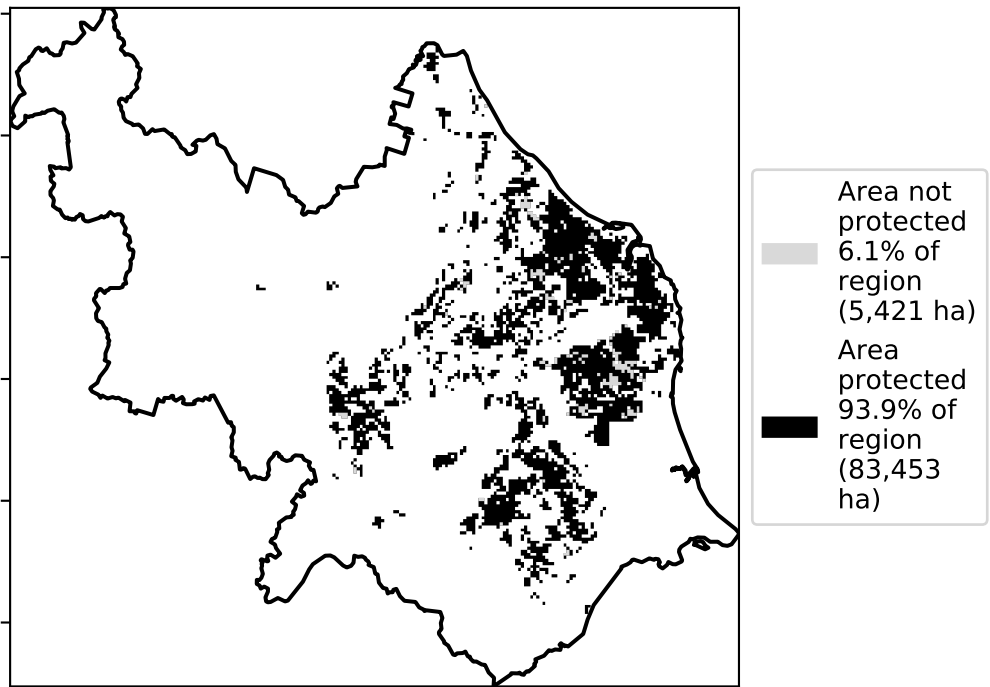 Area not
protected
6.1% of
region
(5,421 ha)
Area
protected
93.9% of
region
(83,453
ha)